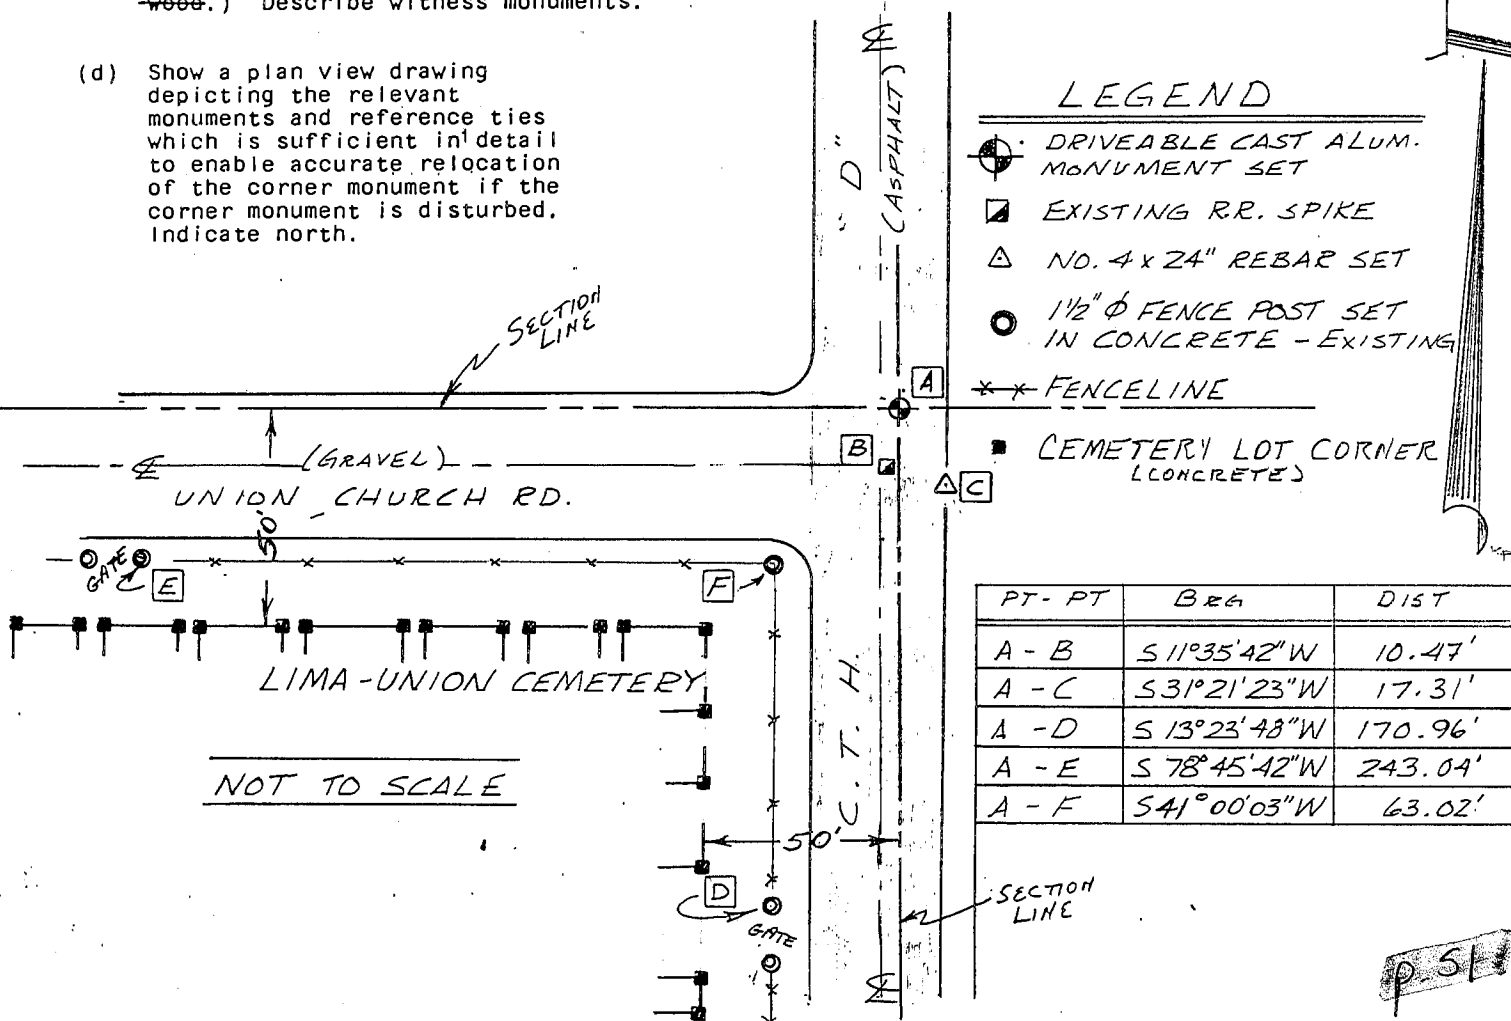 wood.) Describe witness monuments.
(d) Show a plan view drawing
depicting the relevant
monuments and reference ties
which is sufficient in detail
to enable accurate relocation
of the corner monument if the
corner monument is disturbed.
Indicate north.
SECTION
LINE
(GRAVEL)
UNION CHURCH RD.
50'
GATE
E
F
LIMA-UNION CEMETERY
NOT TO SCALE
"D"
(ASPHALT)
A
B
C
C.T.H.
50'
D
GATE
SECTION
LINE
LEGEND
DRIVEABLE CAST ALUM.
MONUMENT SET
EXISTING R.R. SPIKE
NO. 4 x 24" REBAR SET
1½" Φ FENCE POST SET
IN CONCRETE - EXISTING
FENCELINE
CEMETERY LOT CORNER
(CONCRETE)
PT - PT BRG DIST
A - B S 11°35'42" W 10.47'
A - C S 31°21'23" W 17.31'
A - D S 13°23'48" W 170.96'
A - E S 78°45'42" W 243.04'
A - F S 41°00'03" W 63.02'